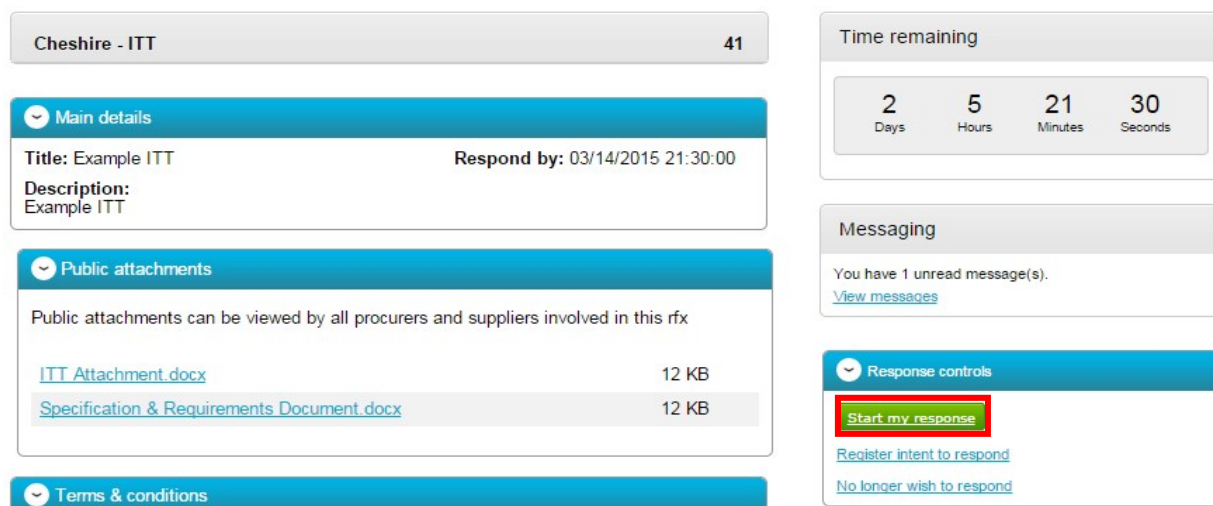 Cheshire - ITT 41
Main details
Title: Example ITT Respond by: 03/14/2015 21:30:00
Description:
Example ITT
Public attachments
Public attachments can be viewed by all procurers and suppliers involved in this rfx
ITT Attachment.docx 12 KB
Specification & Requirements Document.docx 12 KB
Terms & conditions
Time remaining
2 5 21 30
Days Hours Minutes Seconds
Messaging
You have 1 unread message(s).
View messages
Response controls
Start my response
Register intent to respond
No longer wish to respond